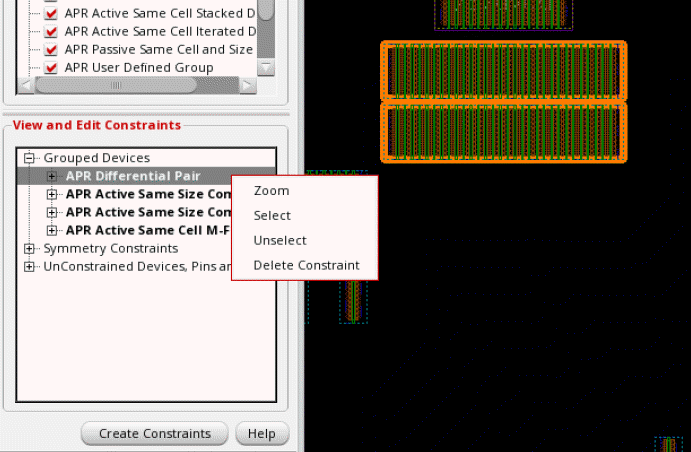 APR Active Same Cell Stacked D
APR Active Same Cell Iterated D
APR Passive Same Cell and Size
APR User Defined Group
View and Edit Constraints
Grouped Devices
APR Differential Pair
APR Active Same Size Com
APR Active Same Size Com
APR Active Same Cell M-F
Symmetry Constraints
UnConstrained Devices, Pins an
Zoom
Select
Unselect
Delete Constraint
Create Constraints
Help